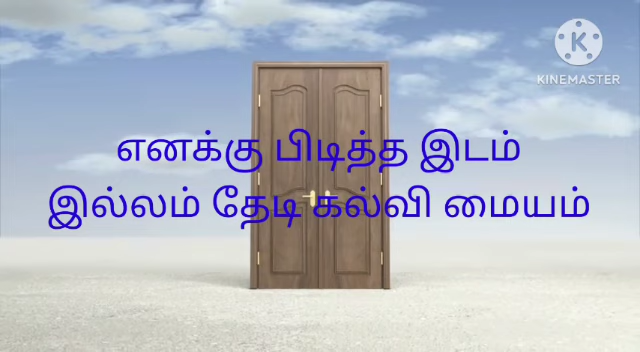 KINEMASTER
எனக்கு பிடித்த இடம்
இல்லம் தேடி கல்வி மையம்